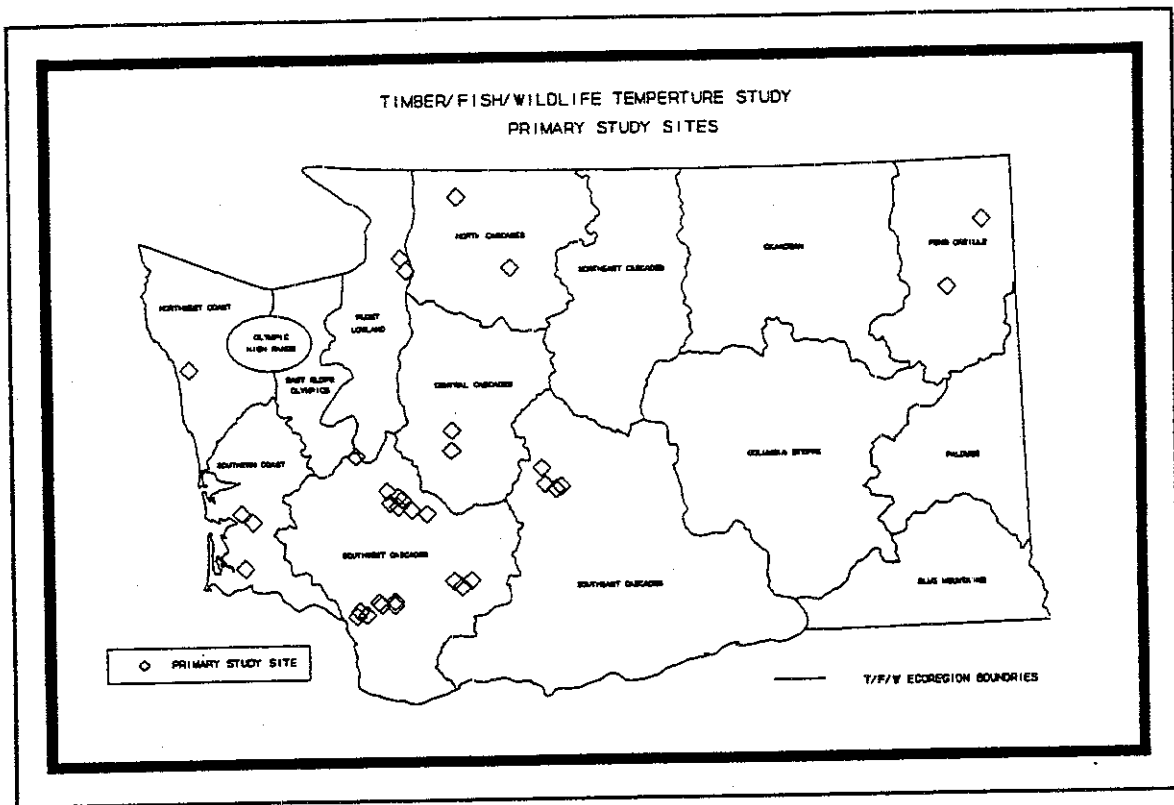 TIMBER/FISH/WILDLIFE TEMPERTURE STUDY
PRIMARY STUDY SITES
NORTH CASCADES
NORTHEAST CASCADES
OKANOGAN
PEND OREILLE
NORTHWEST COAST
PUGET
LOWLAND
OLYMPIC
HIGH RANGE
EAST SLOPE
OLYMPICS
CENTRAL CASCADES
SOUTHERN COAST
COLUMBIA STEPPE
PALOUSE
SOUTHWEST CASCADES
SOUTHEAST CASCADES
BLUE MOUNTAINS
PRIMARY STUDY SITE
T/F/W ECOREGION BOUNDRIES